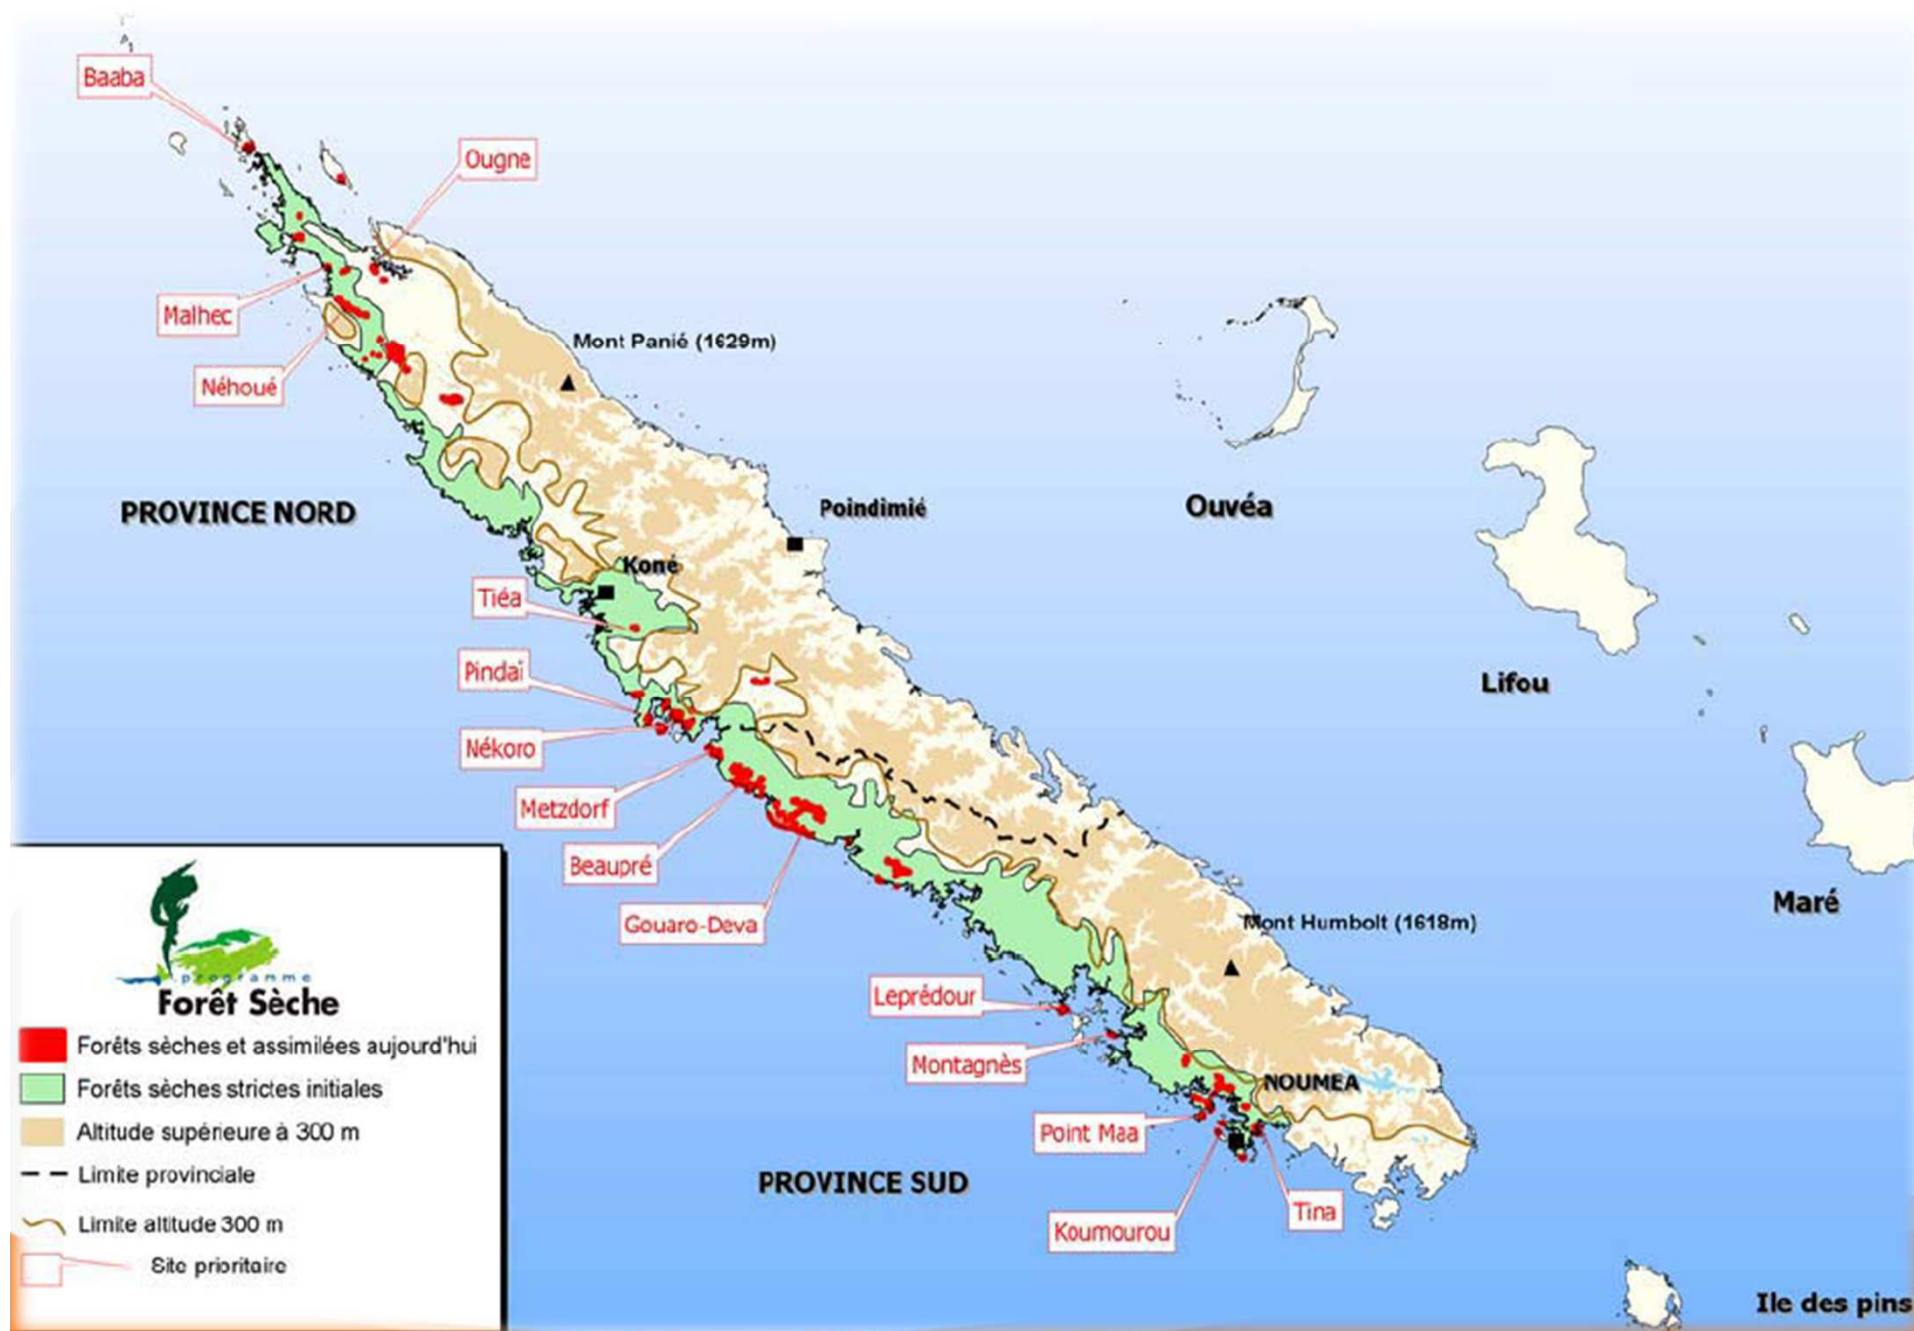 Baaba
Ougne
Malhec
Mont Panié (1629m)
Néhoué
PROVINCE NORD
Poindimié
Ouvéa
Koné
Tiéa
Pindaï
Lifou
Nékoro
Metzdorf
Beaupré
Gouaro-Deva
Maré
Mont Humbolt (1618m)
Leprédour
Montagnès
NOUMEA
Point Maa
PROVINCE SUD
Tina
Koumourou
Ile des pins
programme
Forêt Sèche
Forêts sèches et assimilées aujourd'hui
Forêts sèches strictes initiales
Altitude supérieure à 300 m
Limite provinciale
Limite altitude 300 m
Site prioritaire